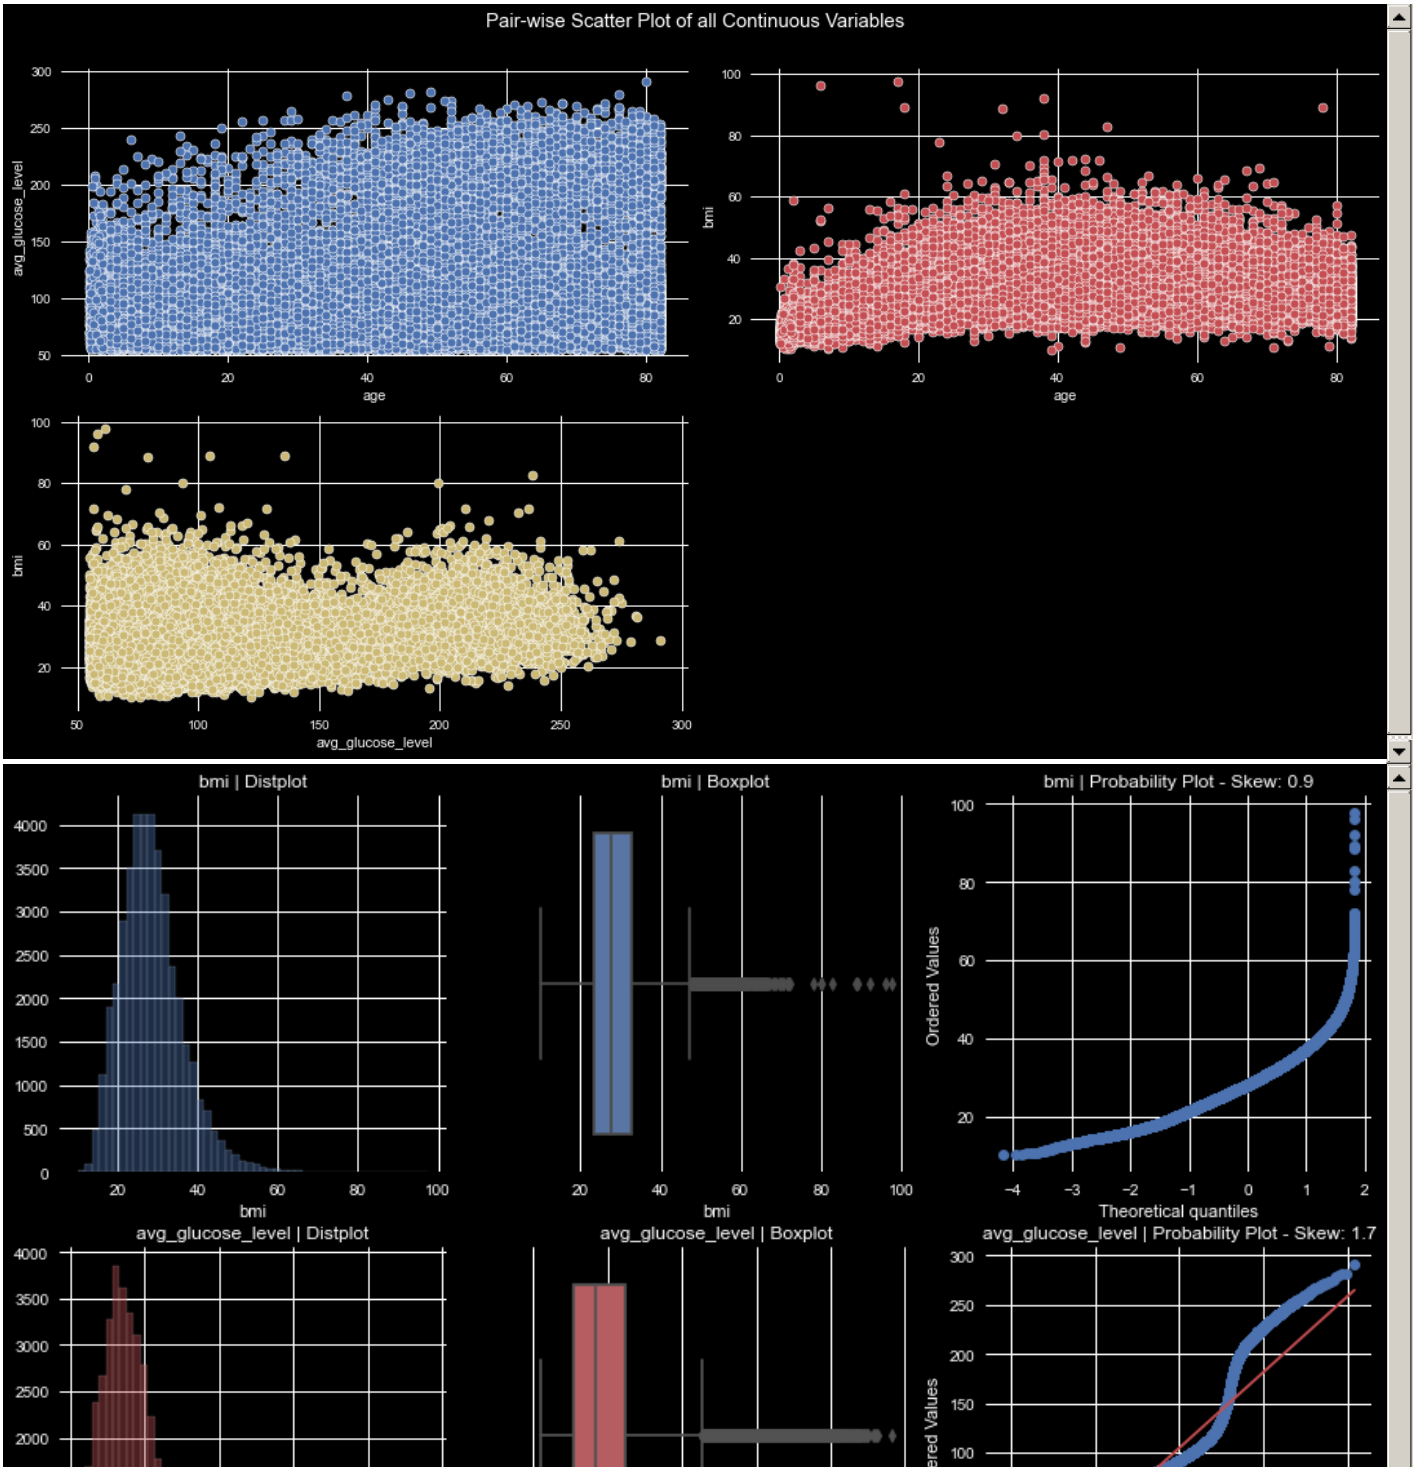 Pair-wise Scatter Plot of all Continuous Variables
300
250
200
150
100
50
avg_glucose_level
0 20 40 60 80
age
100
80
60
40
20
bmi
0 20 40 60 80
age
100
80
60
40
20
bmi
50 100 150 200 250 300
avg_glucose_level
bmi | Distplot
4000
3500
3000
2500
2000
1500
1000
500
0
20 40 60 80 100
bmi
bmi | Boxplot
20 40 60 80 100
bmi
bmi | Probability Plot - Skew: 0.9
100
80
60
40
20
Ordered Values
−4 −3 −2 −1 0 1 2
Theoretical quantiles
avg_glucose_level | Distplot
4000
3500
3000
2500
2000
avg_glucose_level | Boxplot
avg_glucose_level | Probability Plot - Skew: 1.7
300
250
200
150
100
ered Values